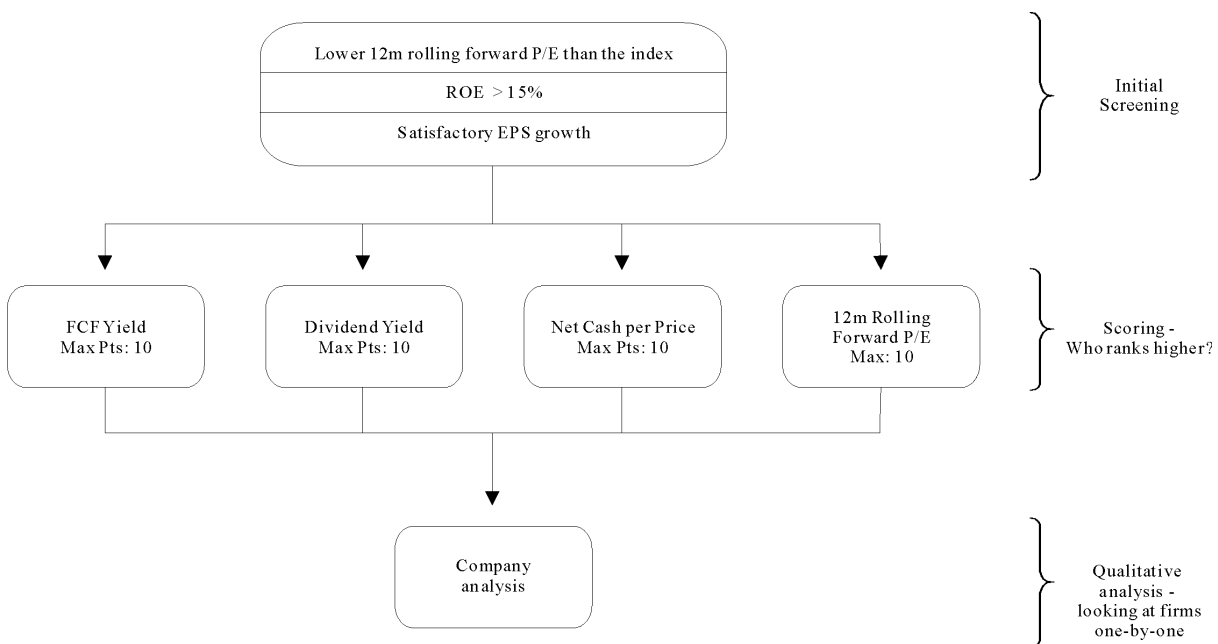 Lower 12m rolling forward P/E than the index
ROE > 15%
Satisfactory EPS growth
Initial
Screening
FCF Yield
Max Pts: 10
Dividend Yield
Max Pts: 10
Net Cash per Price
Max Pts: 10
12m Rolling
Forward P/E
Max: 10
Scoring -
Who ranks higher?
Company
analysis
Qualitative
analysis -
looking at firms
one-by-one